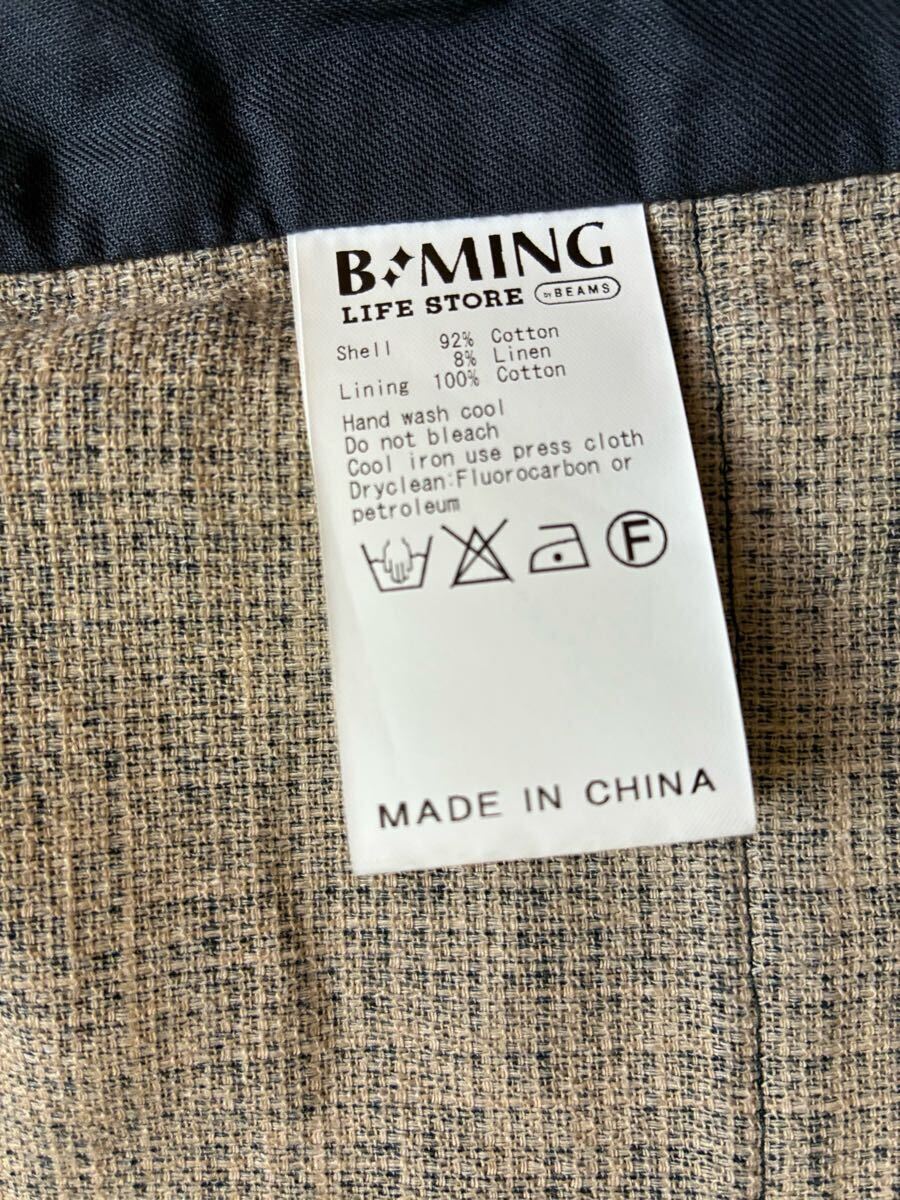 B MING
LIFE STORE by BEAMS
Shell 92% Cotton
8% Linen
Lining 100% Cotton
Hand wash cool
Do not bleach
Cool iron use press cloth
Dryclean:Fluorocarbon or
petroleum
F
MADE IN CHINA